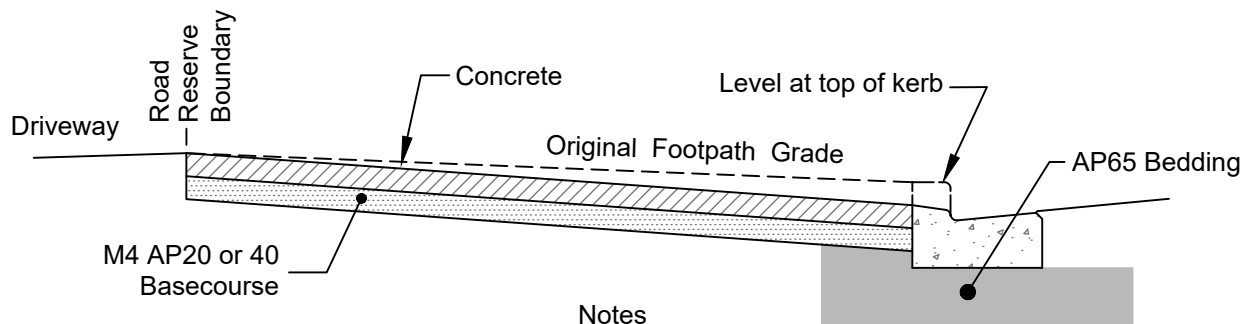 Road
Reserve
Boundary
Driveway
Concrete
Level at top of kerb
Original Footpath Grade
AP65 Bedding
M4 AP20 or 40
Basecourse
Notes